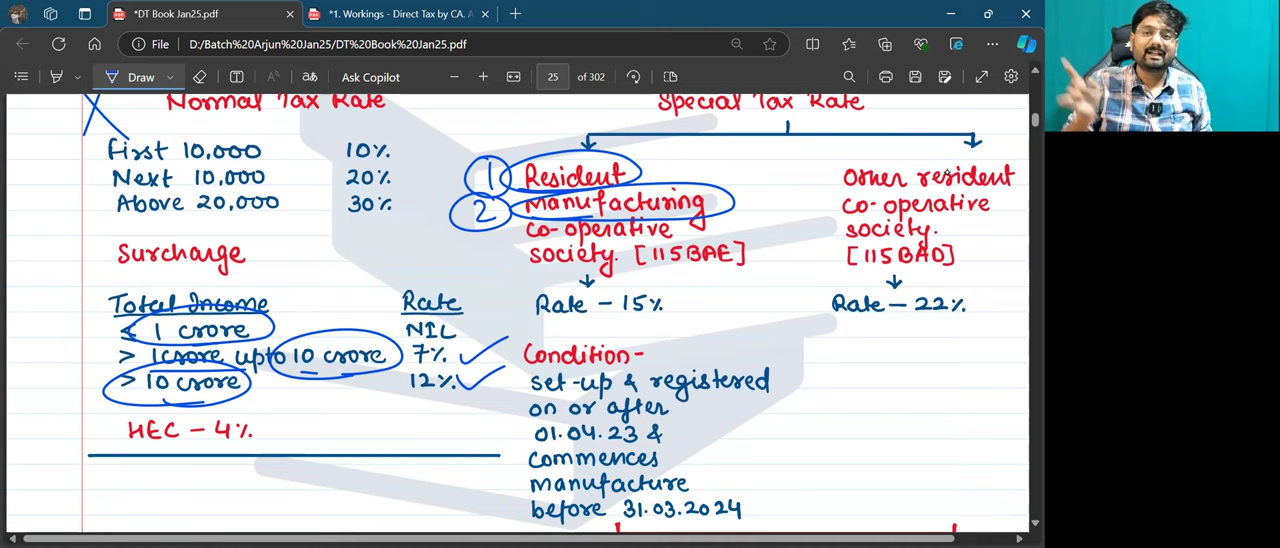 *DT Book Jan25.pdf
*1. Workings - Direct Tax by CA. A
File
D:/Batch%20Arjun%20Jan25/DT%20Book%20Jan25.pdf
Draw
aあ
Ask Copilot
25
of 302
Normal Tax Rate
First 10,000 10%
Next 10,000 20%
Above 20,000 30%
Surcharge
Total Income Rate
< 1 crore NIL
> 1 crore upto 10 crore 7%
> 10 crore 12%
HEC - 4%
Special Tax Rate
1 Resident
2 Manufacturing
co-operative
society. [115BAE]
Rate - 15%
Condition-
set-up & registered
on or after
01.04.23 &
commences
manufacture
before 31.03.2024
Other resident
co-operative
society.
[115BAD]
Rate - 22%